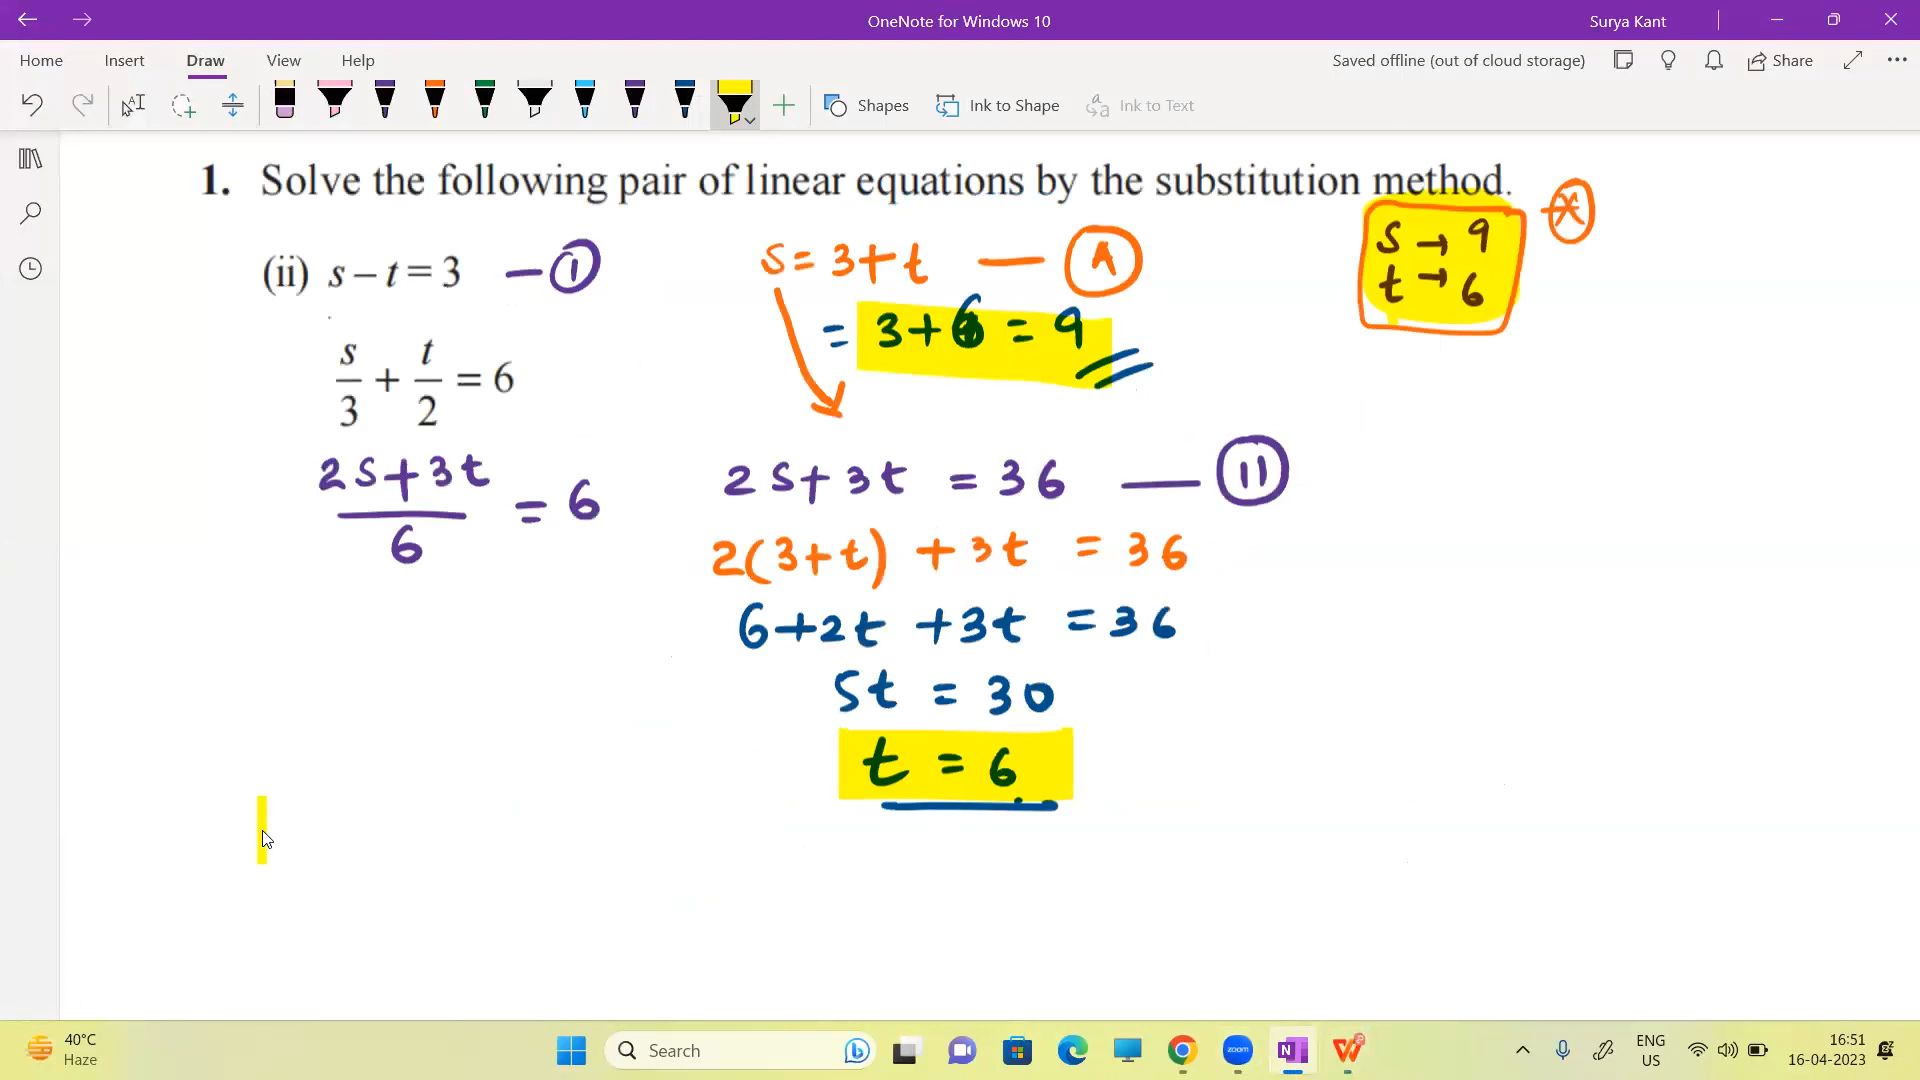 OneNote for Windows 10
Surya Kant
Home Insert Draw View Help
Saved offline (out of cloud storage) Share
Shapes Ink to Shape Ink to Text
1. Solve the following pair of linear equations by the substitution method.
(ii) s – t = 3 — ①
s/3 + t/2 = 6
(2s+3t)/6 = 6
s = 3+t — Ⓐ
= 3+6 = 9
2s+3t = 36 — (II)
2(3+t) +3t = 36
6+2t +3t = 36
5t = 30
t = 6
s → 9
t → 6
40°C
Haze
Search
zoom
N
ENG
US
16:51
16-04-2023